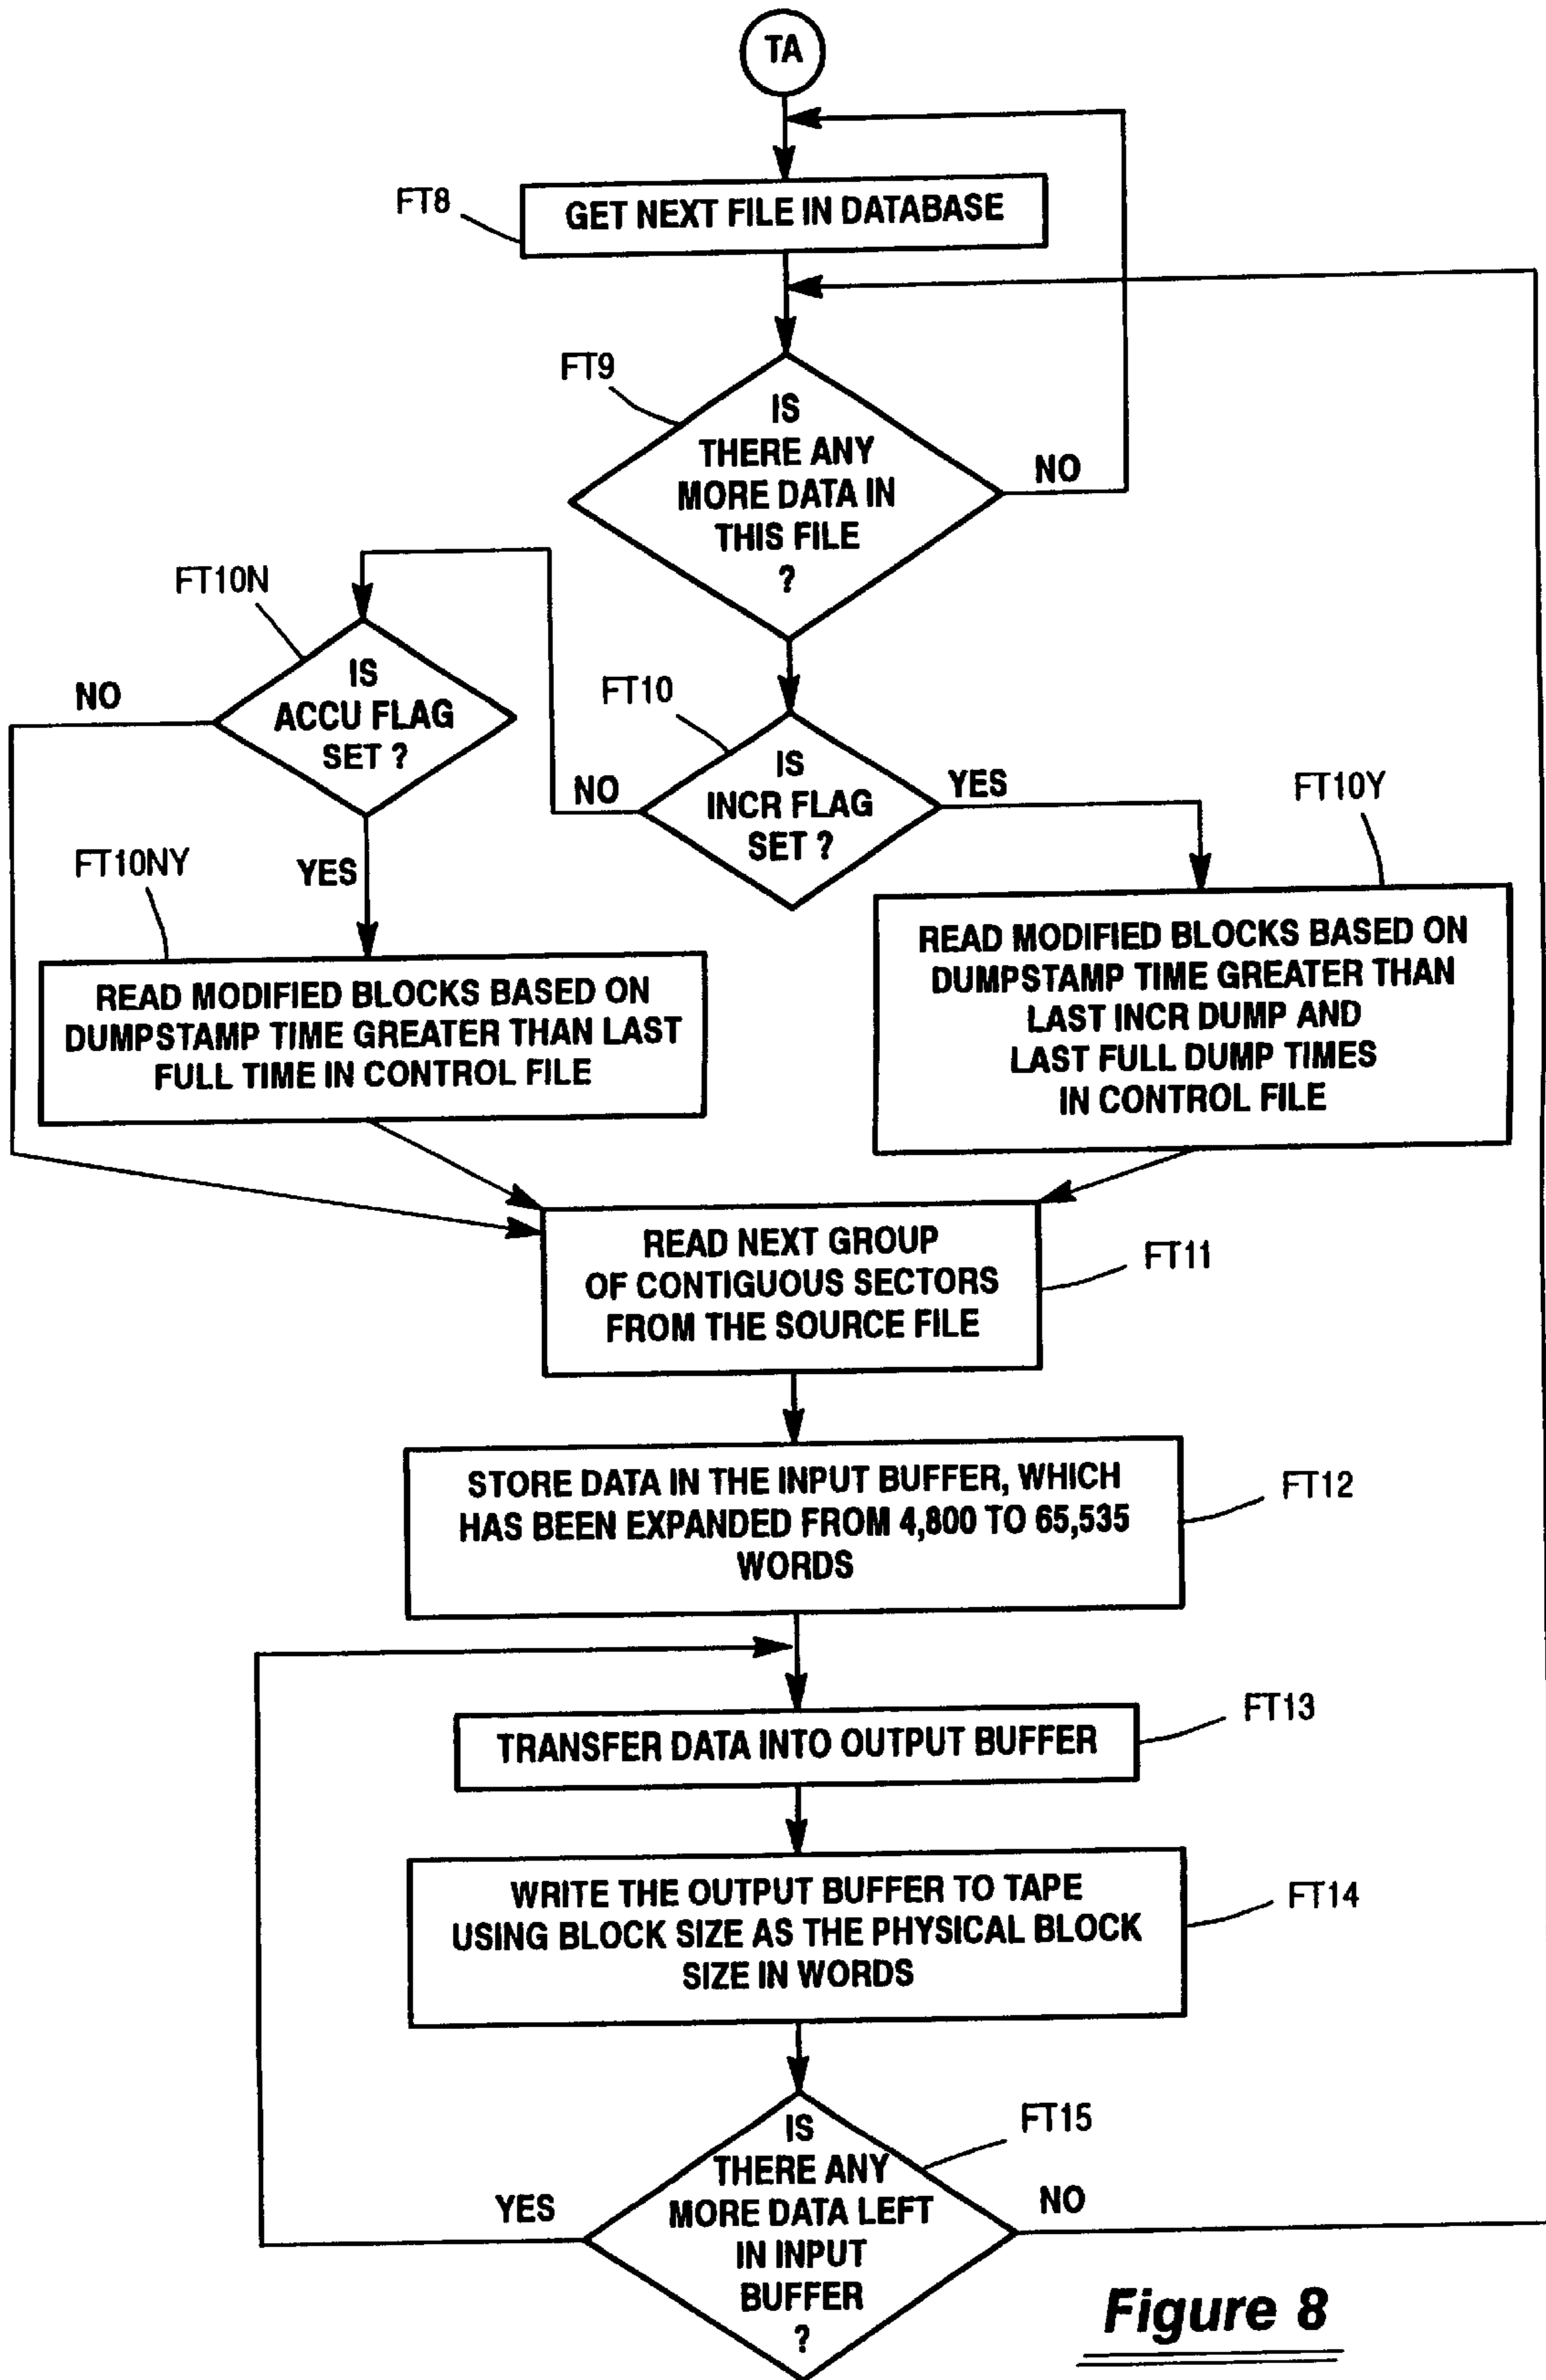 TA
FT8
GET NEXT FILE IN DATABASE
FT9
IS
THERE ANY
MORE DATA IN
THIS FILE
?
NO
FT10N
IS
ACCU FLAG
SET ?
NO
YES
FT10
IS
INCR FLAG
SET ?
NO
YES
FT10Y
READ MODIFIED BLOCKS BASED ON
DUMPSTAMP TIME GREATER THAN
LAST INCR DUMP AND
LAST FULL DUMP TIMES
IN CONTROL FILE
FT10NY
READ MODIFIED BLOCKS BASED ON
DUMPSTAMP TIME GREATER THAN LAST
FULL TIME IN CONTROL FILE
READ NEXT GROUP
OF CONTIGUOUS SECTORS
FROM THE SOURCE FILE
FT11
STORE DATA IN THE INPUT BUFFER, WHICH
HAS BEEN EXPANDED FROM 4,800 TO 65,535
WORDS
FT12
TRANSFER DATA INTO OUTPUT BUFFER
FT13
WRITE THE OUTPUT BUFFER TO TAPE
USING BLOCK SIZE AS THE PHYSICAL BLOCK
SIZE IN WORDS
FT14
IS
THERE ANY
MORE DATA LEFT
IN INPUT
BUFFER
?
FT15
YES
NO
Figure 8